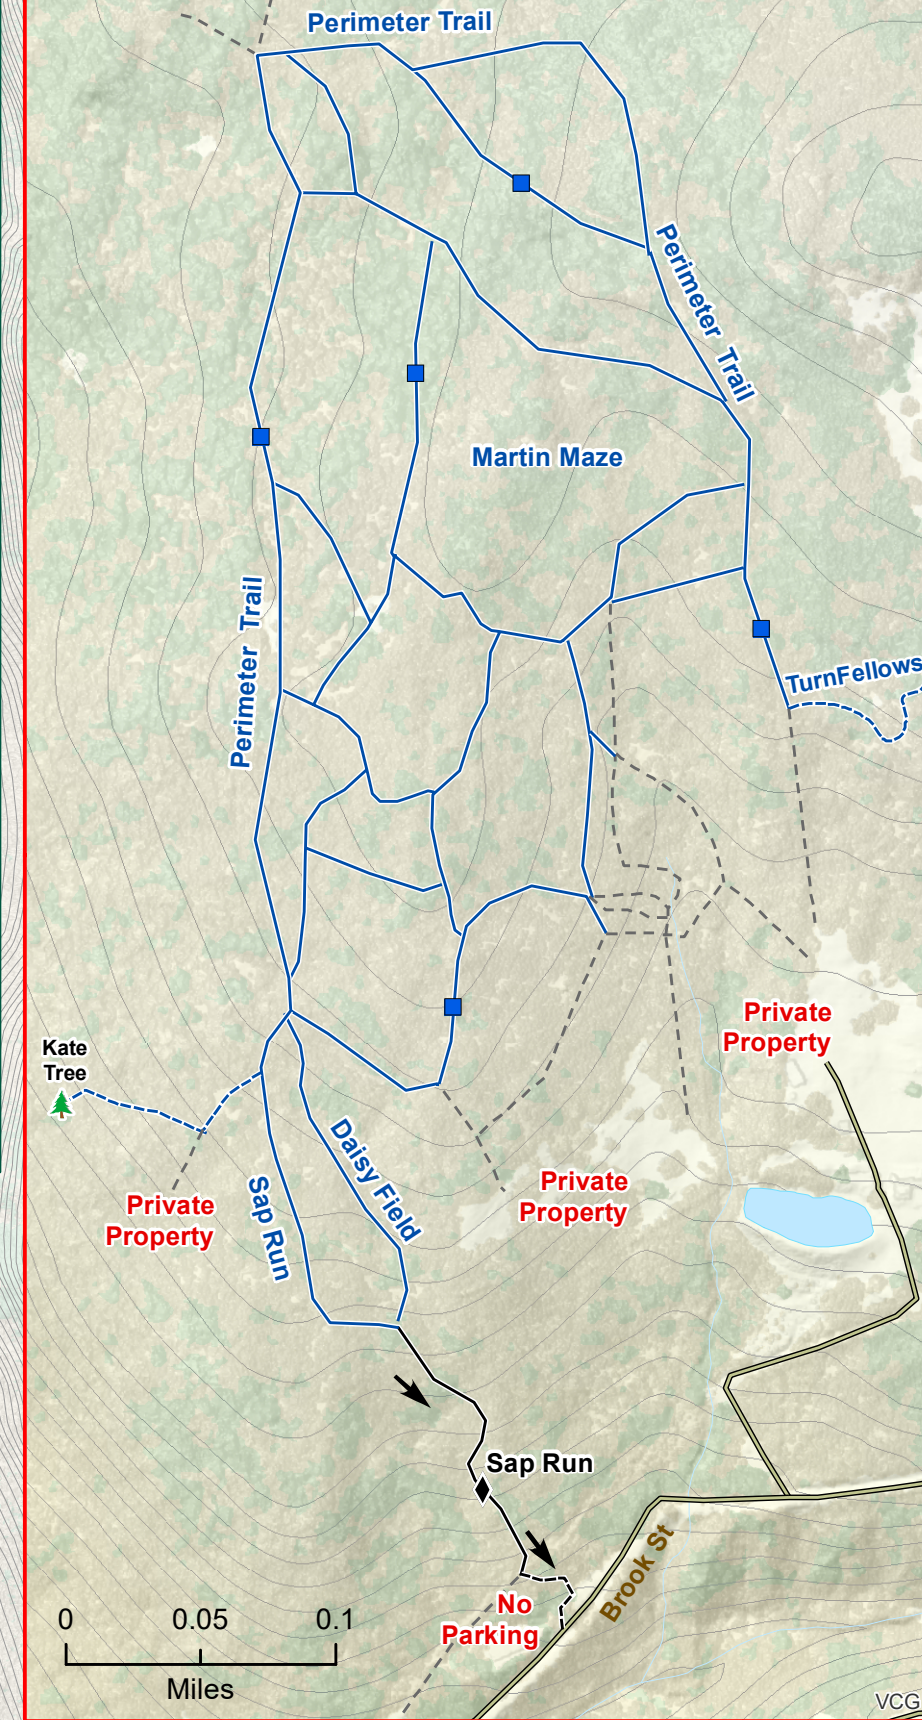 Perimeter Trail
Perimeter Trail
Martin Maze
Perimeter Trail
TurnFellows
Private
Property
Kate
Tree
Daisy Field
Private
Property
Sap Run
Private
Property
Sap Run
Brook St
No
Parking
0 0.05 0.1
Miles
VCG